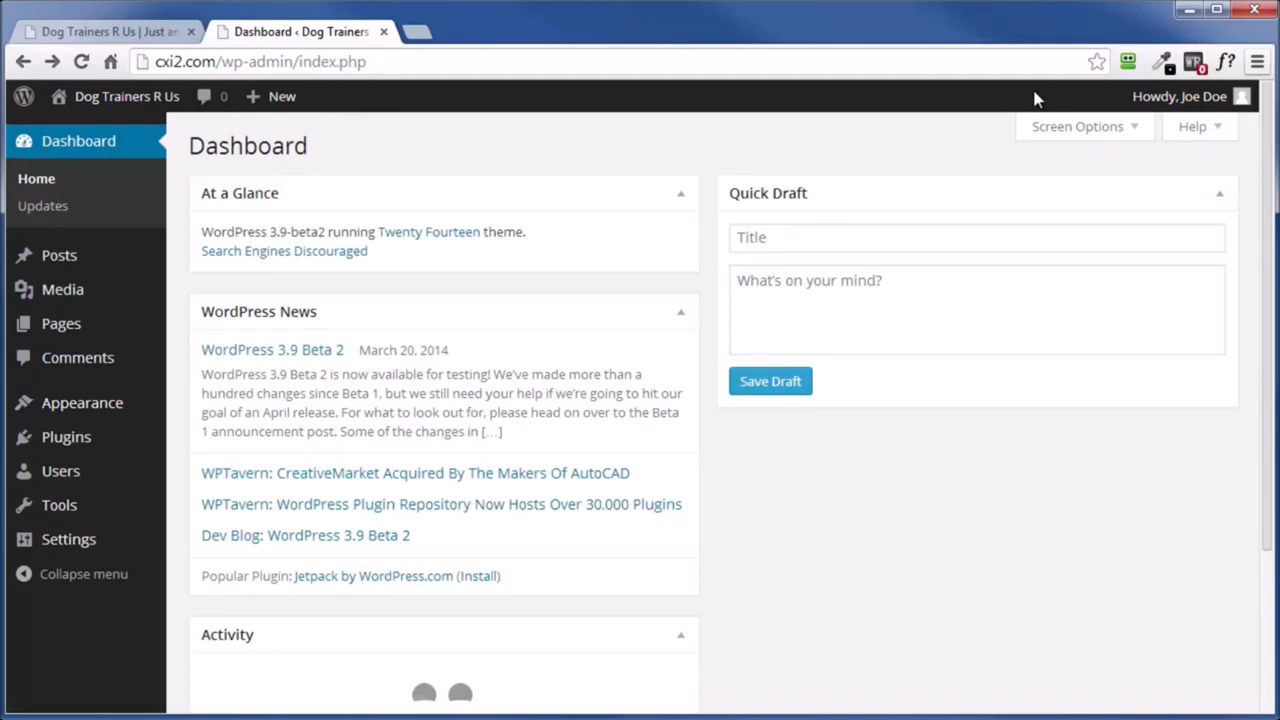 Dog Trainers R Us | Just an
Dashboard ‹ Dog Trainers
cxi2.com/wp-admin/index.php
WP
0
f?
Dog Trainers R Us
0
+ New
Howdy, Joe Doe
Screen Options
Help
Dashboard
Home
Updates
Posts
Media
Pages
Comments
Appearance
Plugins
Users
Tools
Settings
Collapse menu
Dashboard
At a Glance
WordPress 3.9-beta2 running Twenty Fourteen theme.
Search Engines Discouraged
WordPress News
WordPress 3.9 Beta 2 March 20, 2014
WordPress 3.9 Beta 2 is now available for testing! We've made more than a
hundred changes since Beta 1, but we still need your help if we're going to hit our
goal of an April release. For what to look out for, please head on over to the Beta
1 announcement post. Some of the changes in […]
WPTavern: CreativeMarket Acquired By The Makers Of AutoCAD
WPTavern: WordPress Plugin Repository Now Hosts Over 30,000 Plugins
Dev Blog: WordPress 3.9 Beta 2
Popular Plugin: Jetpack by WordPress.com (Install)
Activity
Quick Draft
Title
What's on your mind?
Save Draft